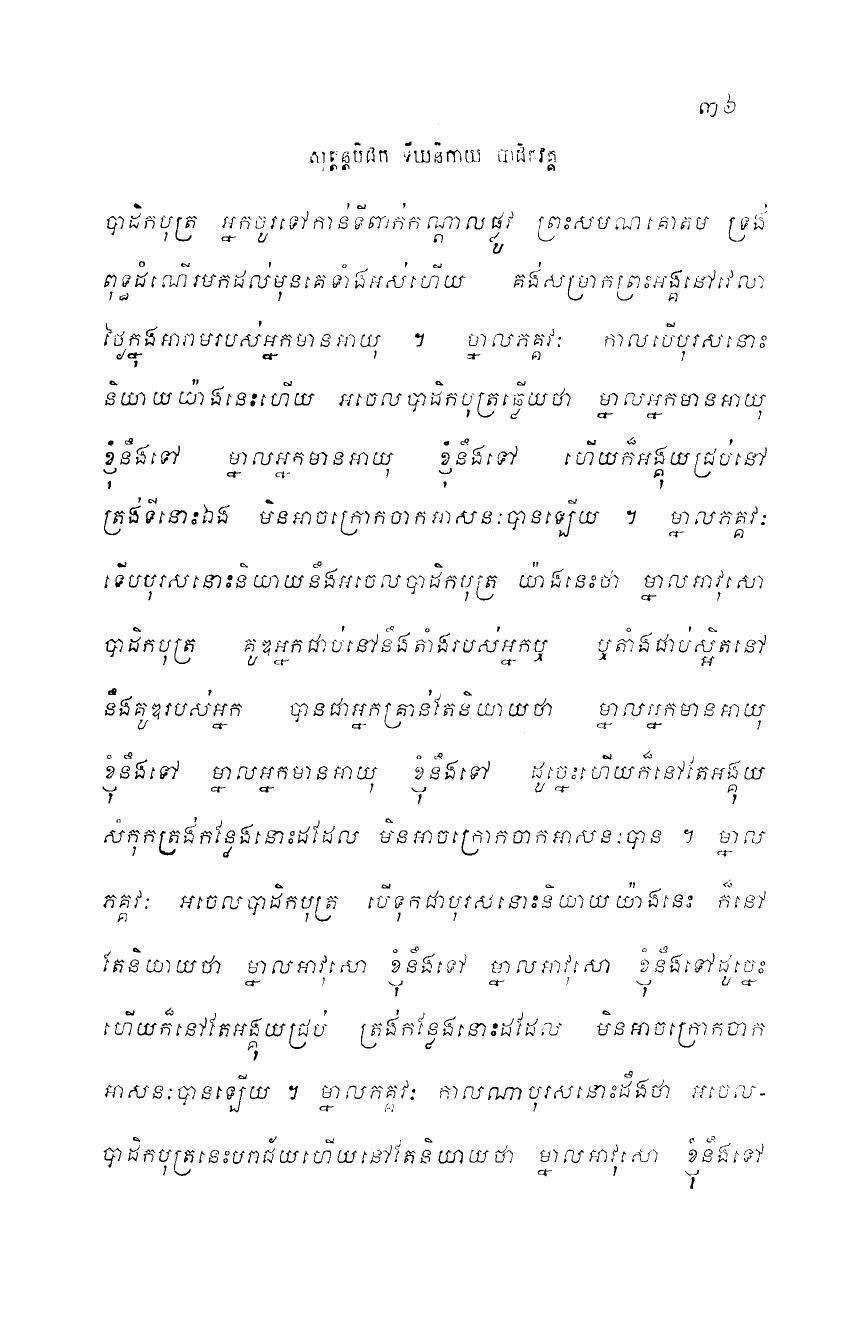 ៣៦
សុត្តន្តបិដក ទីឃនិកាយ បាដិកវគ្គ
បាដិកបុត្រ អ្នកចូរទៅកាន់ទីពាក់កណ្តាលផ្លូវ ព្រះសមណគោតម ទ្រង់
ពុទ្ធដំណើរមកដល់មុនគេទាំងអស់ហើយ គង់សម្រាកព្រះអង្គនៅវេលា
ថ្ងៃក្នុងអារាមរបស់អ្នកមានអាយុ ។ ម្នាលភគ្គវៈ កាលបើបុរសនោះ
និយាយយ៉ាងនេះហើយ អចេលបាដិកបុត្រឆ្លើយថា ម្នាលអ្នកមានអាយុ
ខ្ញុំនឹងទៅ ម្នាលអ្នកមានអាយុ ខ្ញុំនឹងទៅ ហើយក៏អង្គុយជ្រប់នៅ
ត្រង់ទីនោះឯង មិនអាចក្រោកចាកអាសនៈបានឡើយ ។ ម្នាលភគ្គវៈ
ទើបបុរសនោះនិយាយនឹងអចេលបាដិកបុត្រ យ៉ាងនេះថា ម្នាលអាវុសោ
បាដិកបុត្រ គូឌអ្នកជាប់នៅនឹងតាំងរបស់អ្នកឬ ឬតាំងជាប់ស្អិតនៅ
នឹងគូឌរបស់អ្នក បានជាអ្នកគ្រាន់តែនិយាយថា ម្នាលអ្នកមានអាយុ
ខ្ញុំនឹងទៅ ម្នាលអ្នកមានអាយុ ខ្ញុំនឹងទៅ ដូច្នេះហើយក៏នៅតែអង្គុយ
សំកុកត្រង់កន្លែងនោះដដែល មិនអាចក្រោកចាកអាសនៈបាន ។ ម្នាល
ភគ្គវៈ អចេលបាដិកបុត្រ បើទុកជាបុរសនោះនិយាយយ៉ាងនេះ ក៏នៅ
តែនិយាយថា ម្នាលអាវុសោ ខ្ញុំនឹងទៅ ម្នាលអាវុសោ ខ្ញុំនឹងទៅដូច្នេះ
ហើយក៏នៅតែអង្គុយជ្រប់ ត្រង់កន្លែងនោះដដែល មិនអាចក្រោកចាក
អាសនៈបានឡើយ ។ ម្នាលភគ្គវៈ កាលណាបុរសនោះដឹងថា អចេល-
បាដិកបុត្រនេះបរាជ័យហើយនៅតែនិយាយថា ម្នាលអាវុសោ ខ្ញុំនឹងទៅ